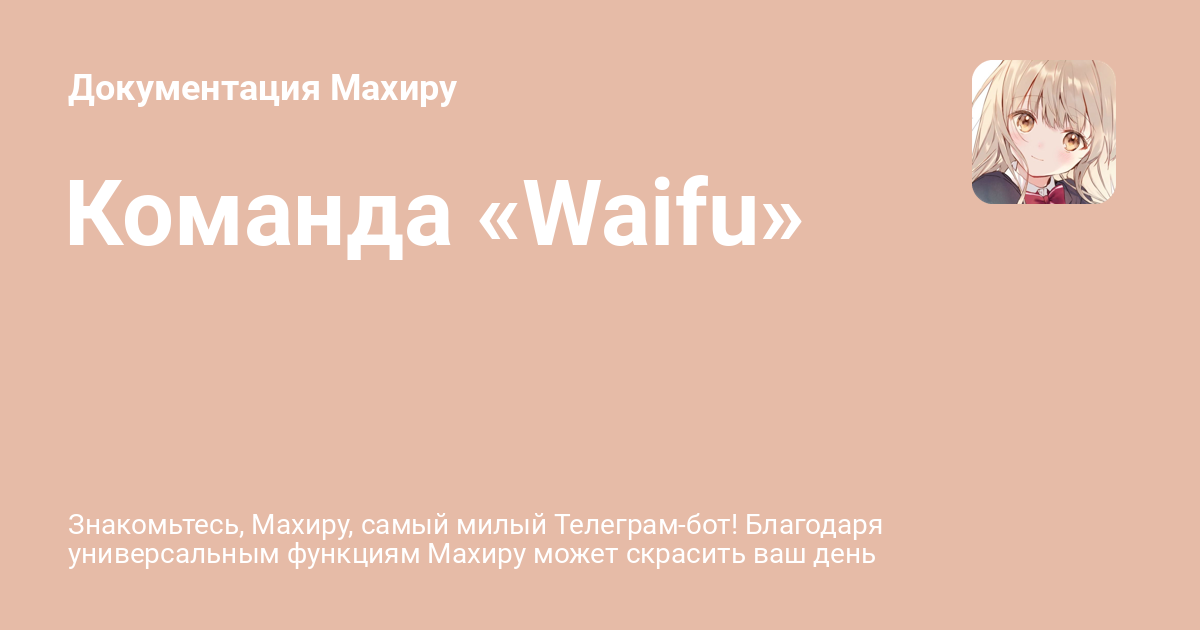 Документация Махиру
Команда «Waifu»
Знакомьтесь, Махиру, самый милый Телеграм-бот! Благодаря
универсальным функциям Махиру может скрасить ваш день